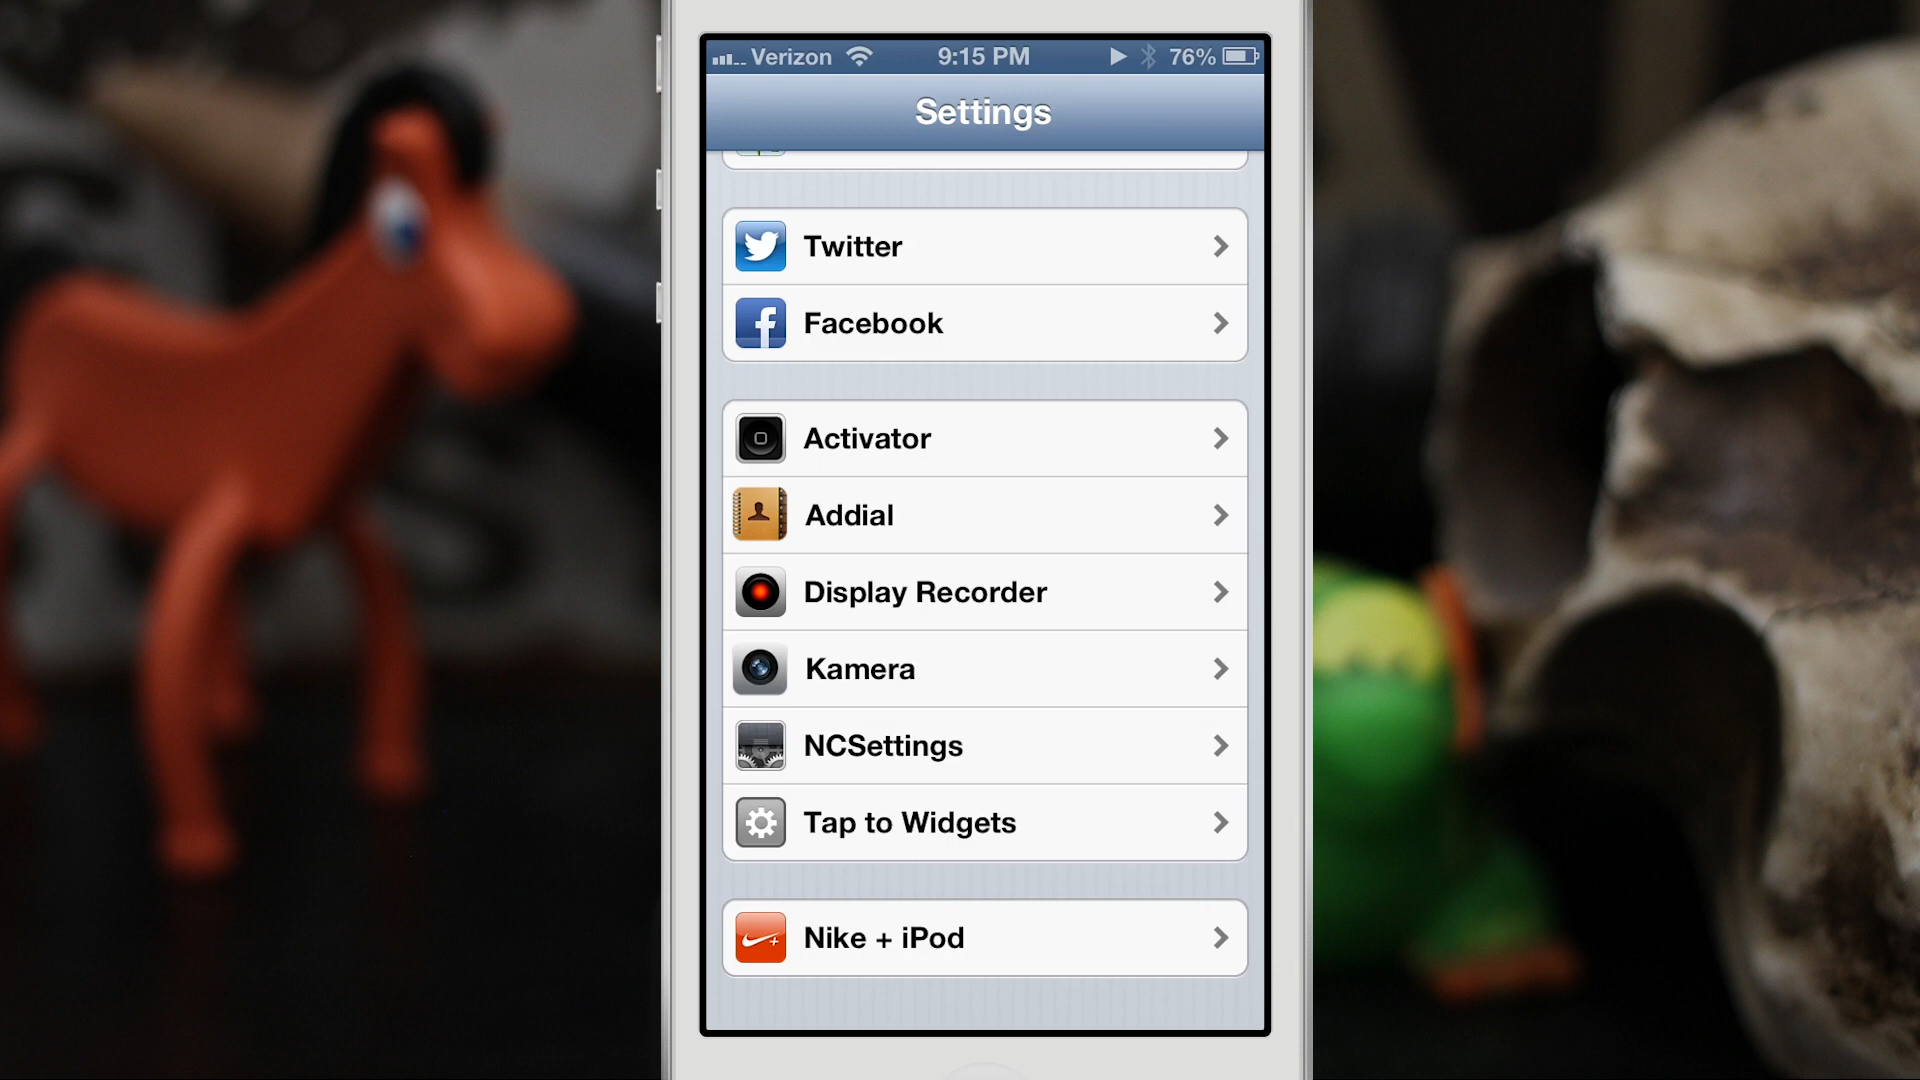 Verizon 9:15 PM 76%
Settings
Twitter
Facebook
Activator
Addial
Display Recorder
Kamera
NCSettings
Tap to Widgets
Nike + iPod